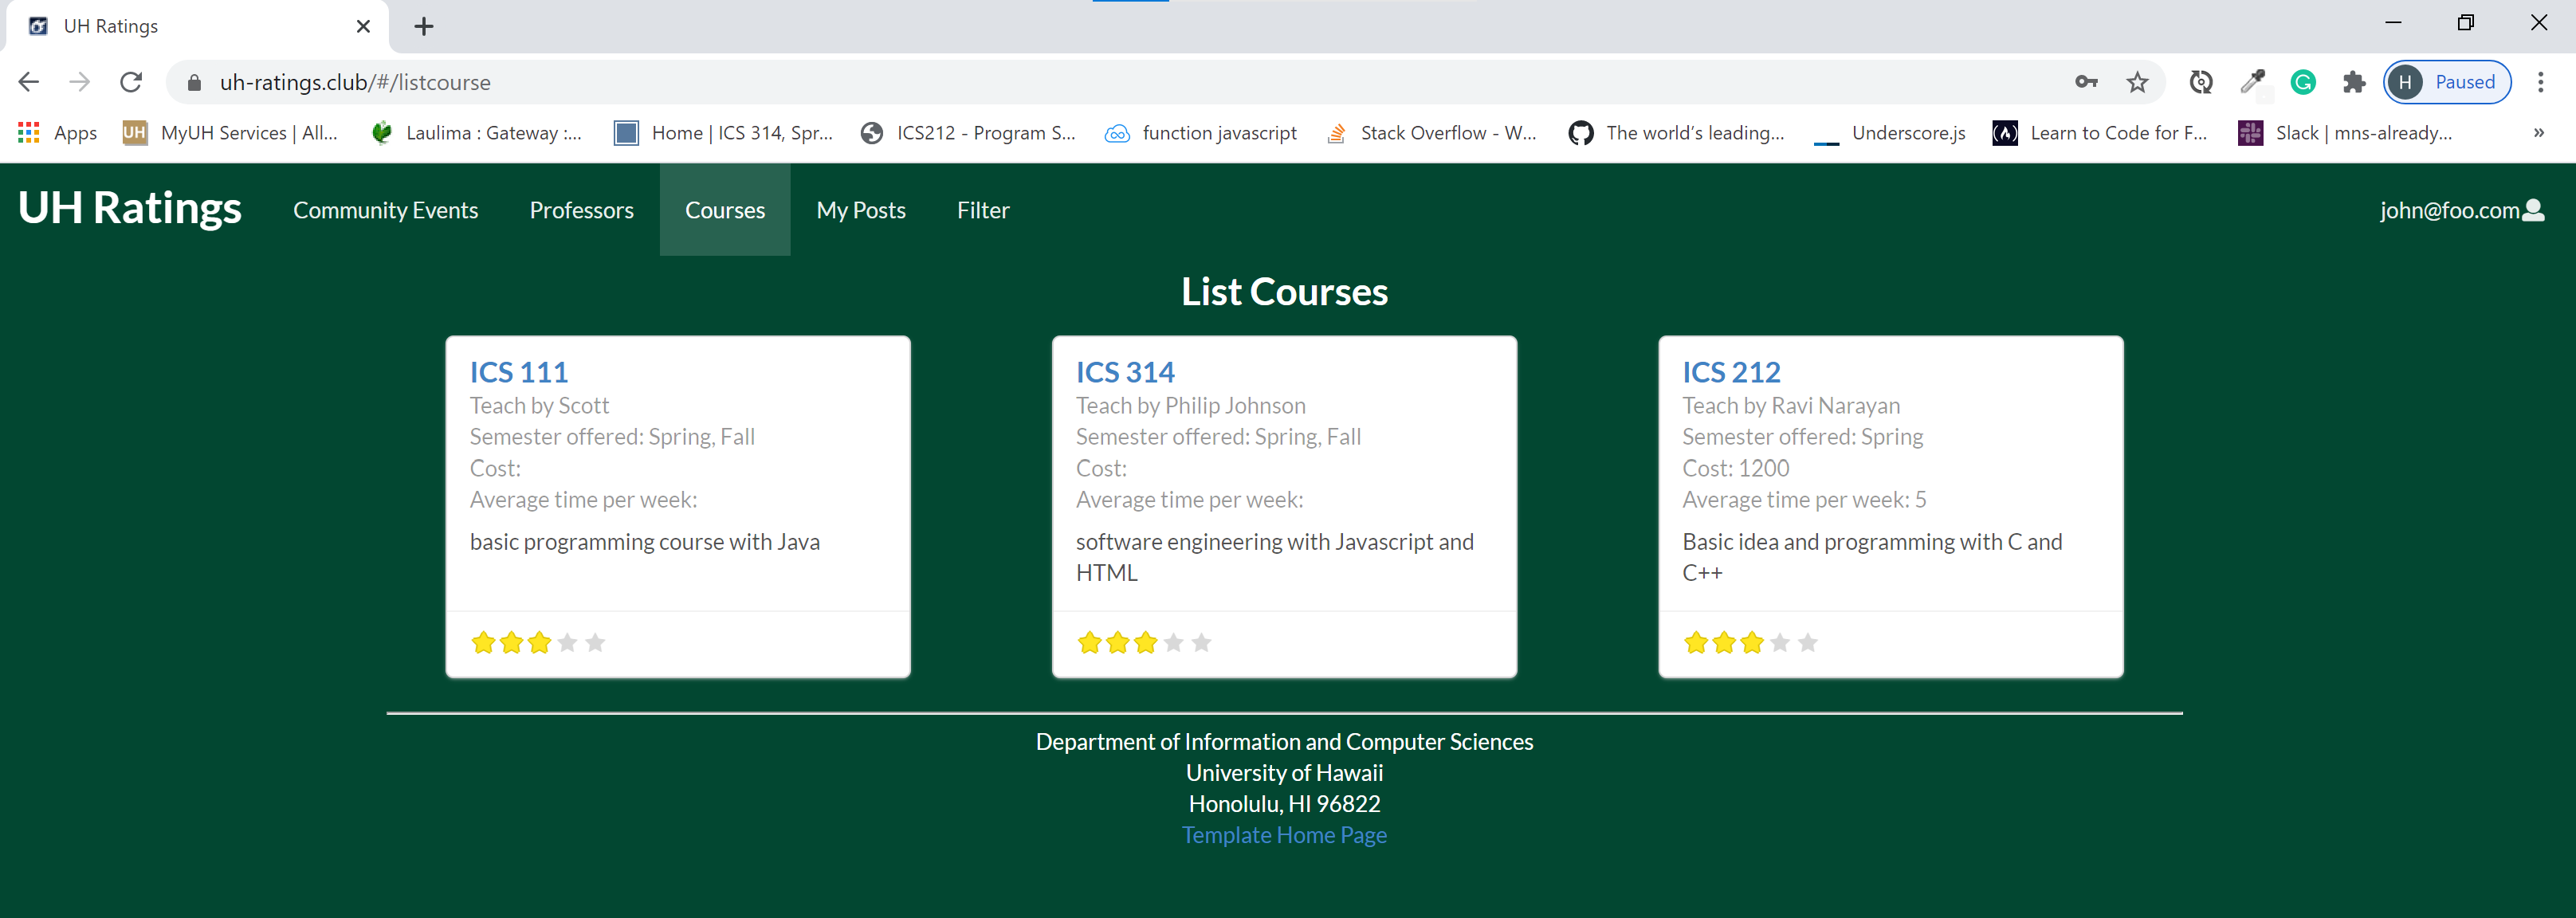 UH Ratings
uh-ratings.club/#/listcourse
H Paused
Apps
UH MyUH Services | All...
Laulima : Gateway :...
Home | ICS 314, Spr...
ICS212 - Program S...
function javascript
Stack Overflow - W...
The world's leading...
Underscore.js
Learn to Code for F...
Slack | mns-already...
»
UH Ratings
Community Events
Professors
Courses
My Posts
Filter
john@foo.com
List Courses
ICS 111
Teach by Scott
Semester offered: Spring, Fall
Cost:
Average time per week:
basic programming course with Java
ICS 314
Teach by Philip Johnson
Semester offered: Spring, Fall
Cost:
Average time per week:
software engineering with Javascript and
HTML
ICS 212
Teach by Ravi Narayan
Semester offered: Spring
Cost: 1200
Average time per week: 5
Basic idea and programming with C and
C++
Department of Information and Computer Sciences
University of Hawaii
Honolulu, HI 96822
Template Home Page